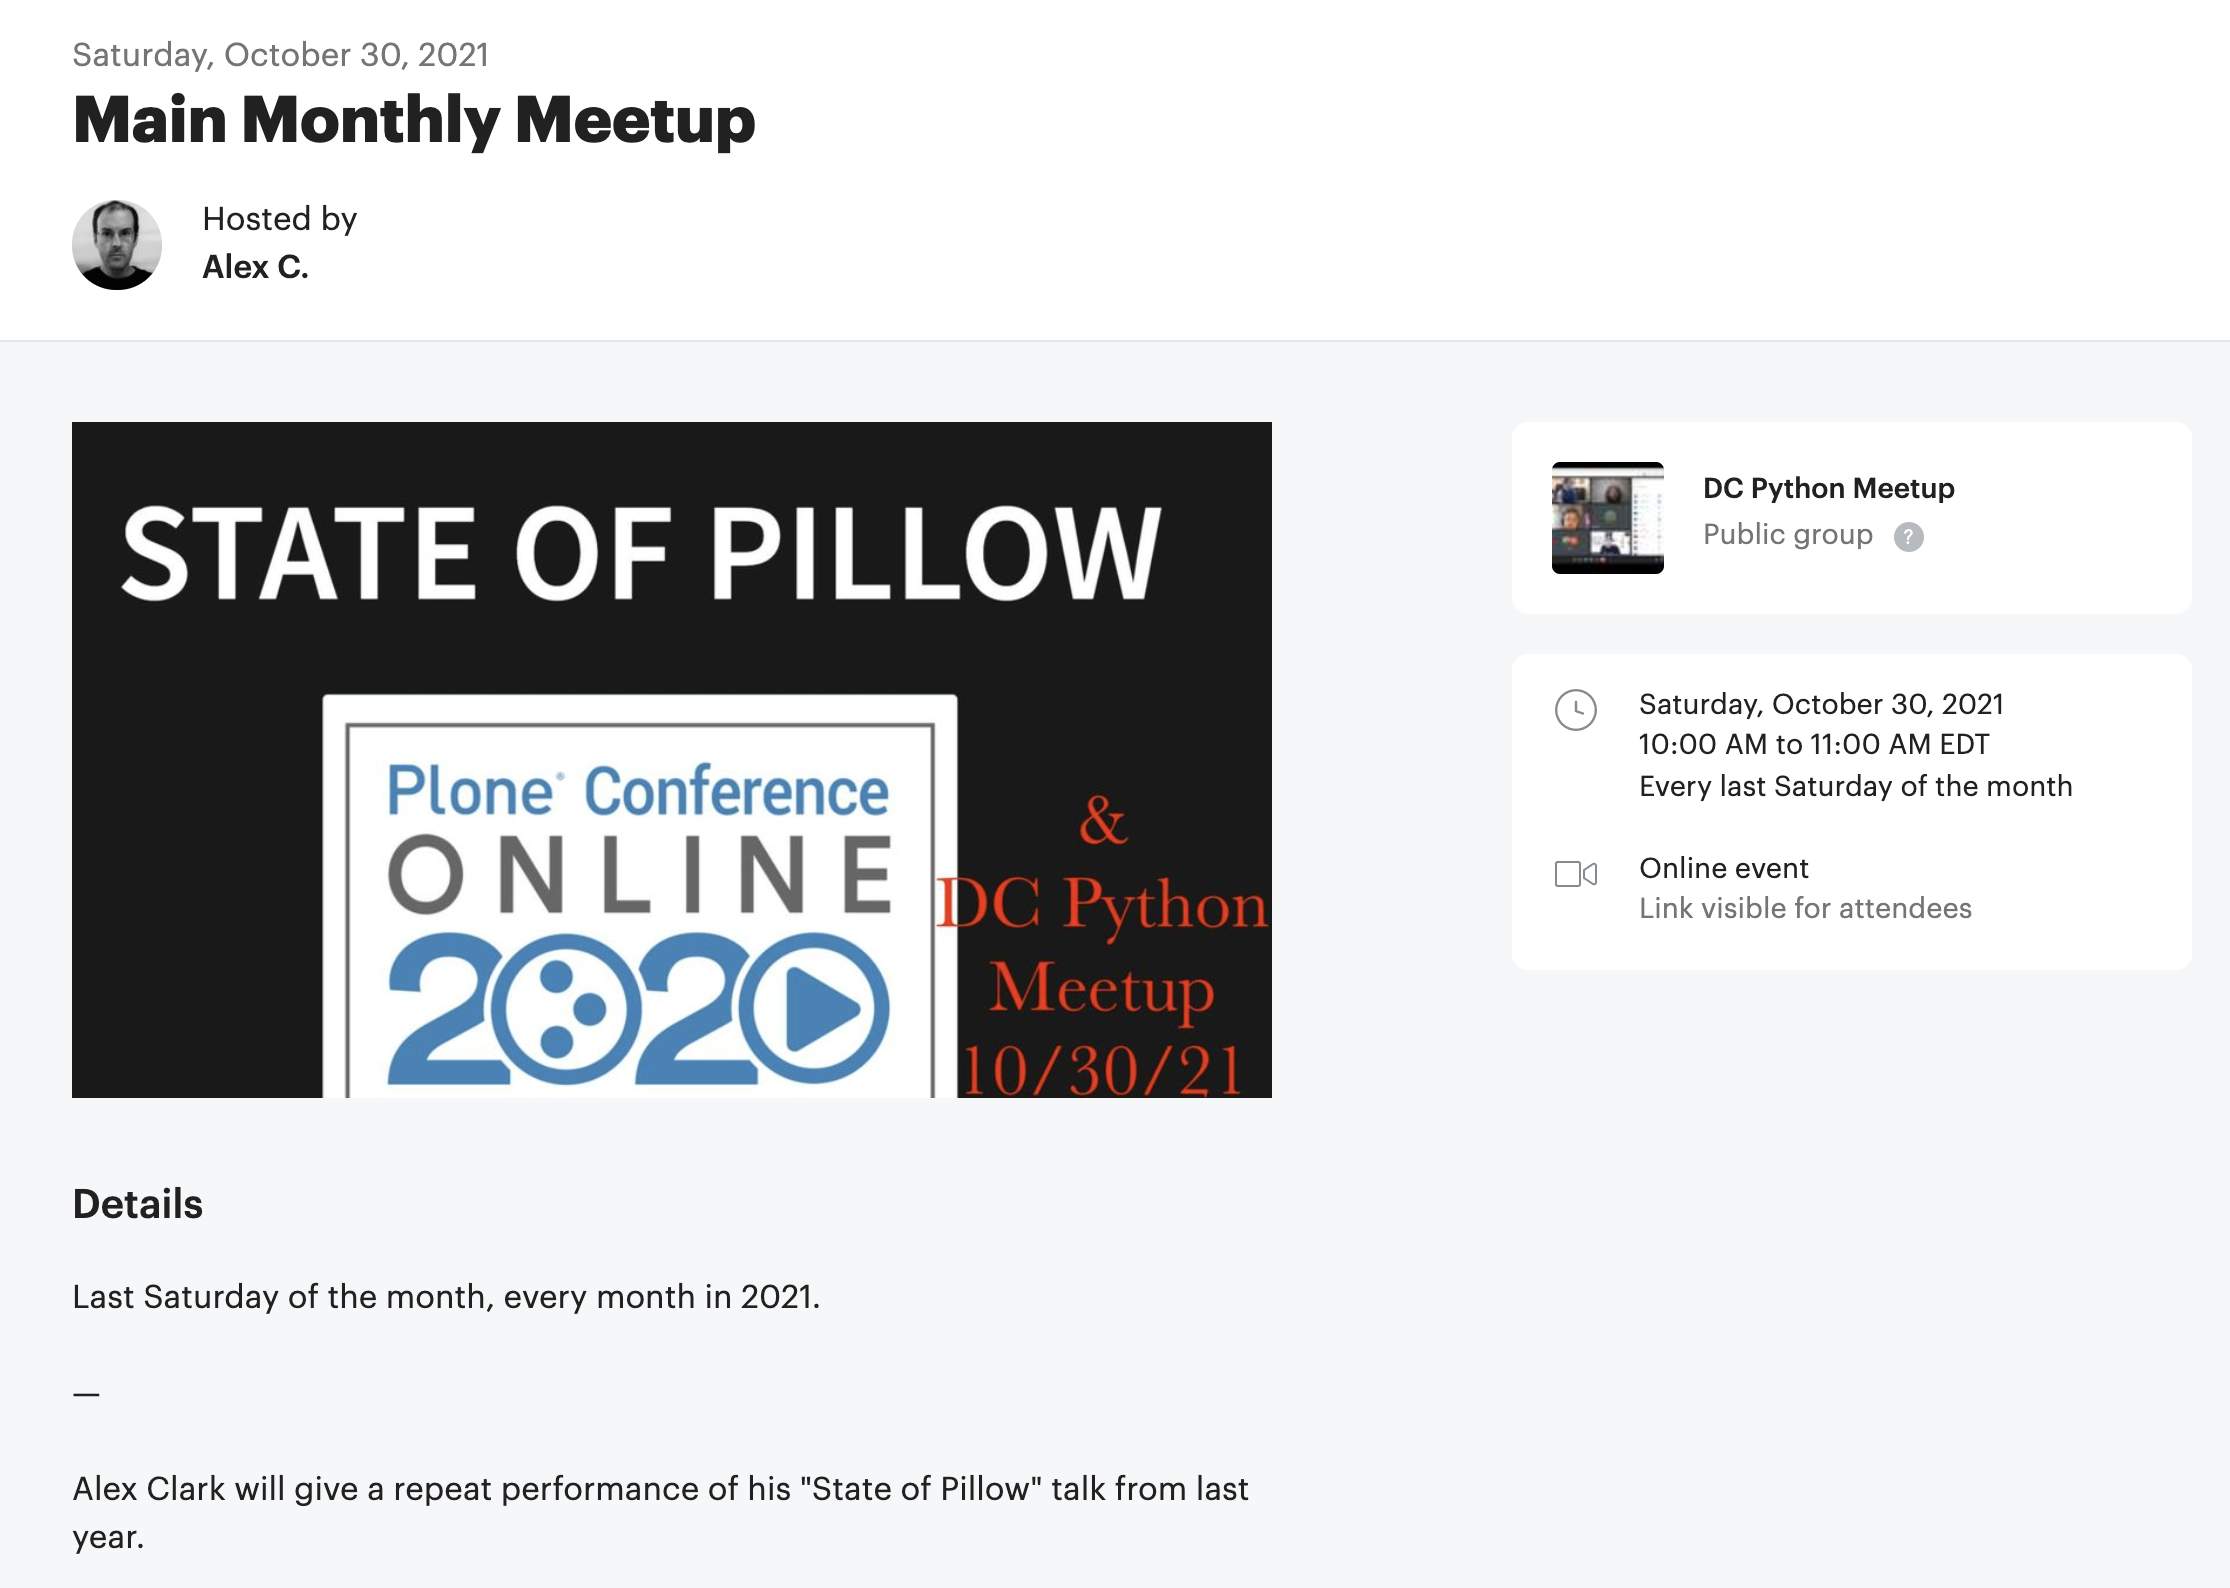 Saturday, October 30, 2021
Main Monthly Meetup
Hosted by
Alex C.
STATE OF PILLOW
Plone® Conference
ONLINE
2020
&
DC Python
Meetup
10/30/21
DC Python Meetup
Public group ?
Saturday, October 30, 2021
10:00 AM to 11:00 AM EDT
Every last Saturday of the month
Online event
Link visible for attendees
Details
Last Saturday of the month, every month in 2021.
—
Alex Clark will give a repeat performance of his "State of Pillow" talk from last
year.